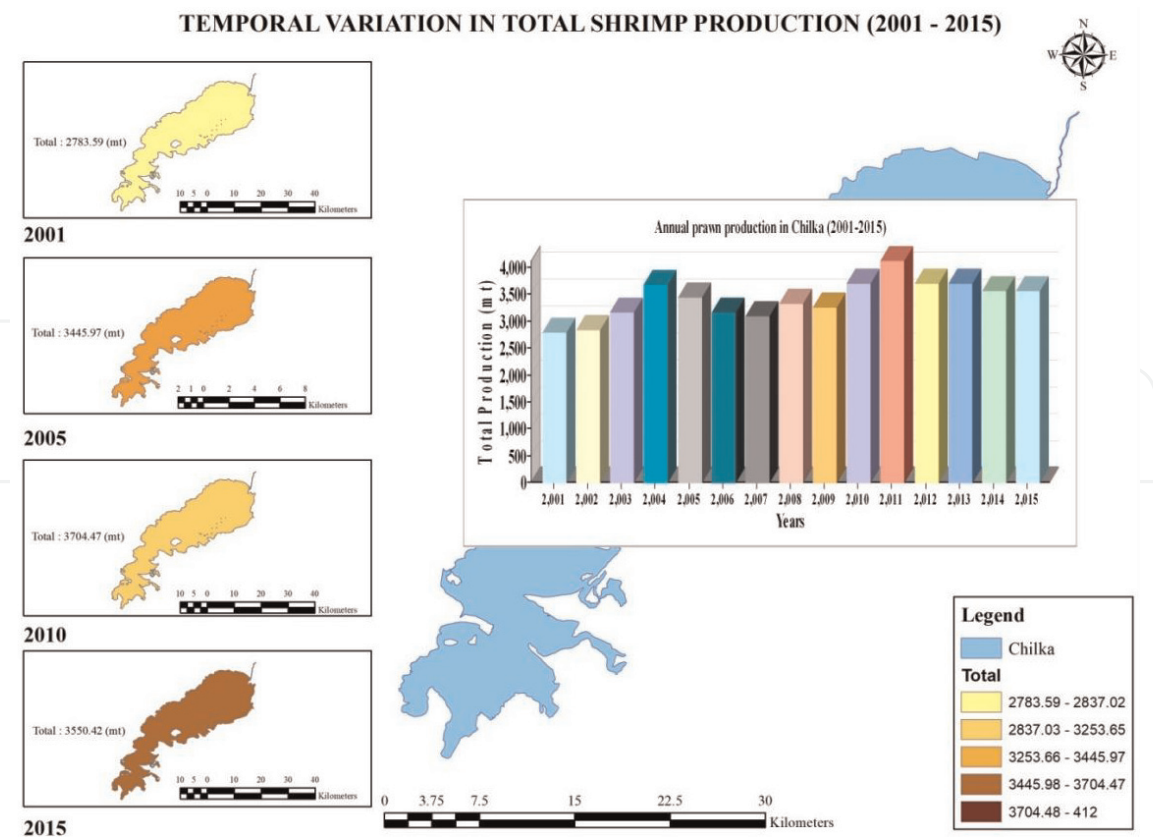 TEMPORAL VARIATION IN TOTAL SHRIMP PRODUCTION (2001 - 2015)
N
W E
S
Total : 2783.59 (mt)
10 5 0 10 20 30 40
Kilometers
2001
Total : 3445.97 (mt)
2 1 0 2 4 6 8
Kilometers
2005
Total : 3704.47 (mt)
10 5 0 10 20 30 40
Kilometers
2010
Total : 3550.42 (mt)
10 5 0 10 20 30 40
Kilometers
2015
Annual prawn production in Chilka (2001-2015)
Total Production (m t)
4,000
3,500
3,000
2,500
2,000
1,500
1,000
500
0
2,001 2,002 2,003 2,004 2,005 2,006 2,007 2,008 2,009 2,010 2,011 2,012 2,013 2,014 2,015
Years
0 3.75 7.5 15 22.5 30
Kilometers
Legend
Chilka
Total
2783.59 - 2837.02
2837.03 - 3253.65
3253.66 - 3445.97
3445.98 - 3704.47
3704.48 - 412